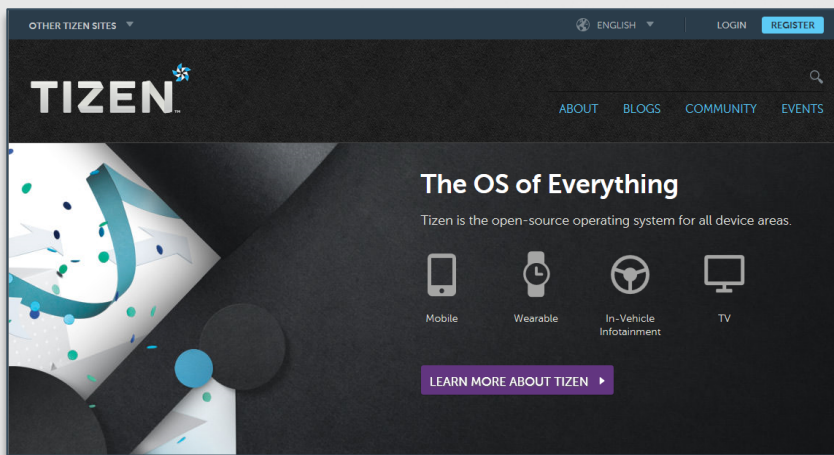 OTHER TIZEN SITES
ENGLISH
LOGIN
REGISTER
TIZEN™
ABOUT BLOGS COMMUNITY EVENTS
The OS of Everything
Tizen is the open-source operating system for all device areas.
Mobile
Wearable
In-Vehicle
Infotainment
TV
LEARN MORE ABOUT TIZEN